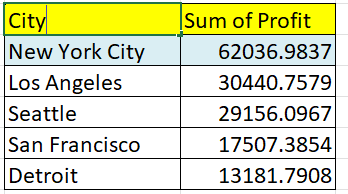 City Sum of Profit
New York City 62036.9837
Los Angeles 30440.7579
Seattle 29156.0967
San Francisco 17507.3854
Detroit 13181.7908